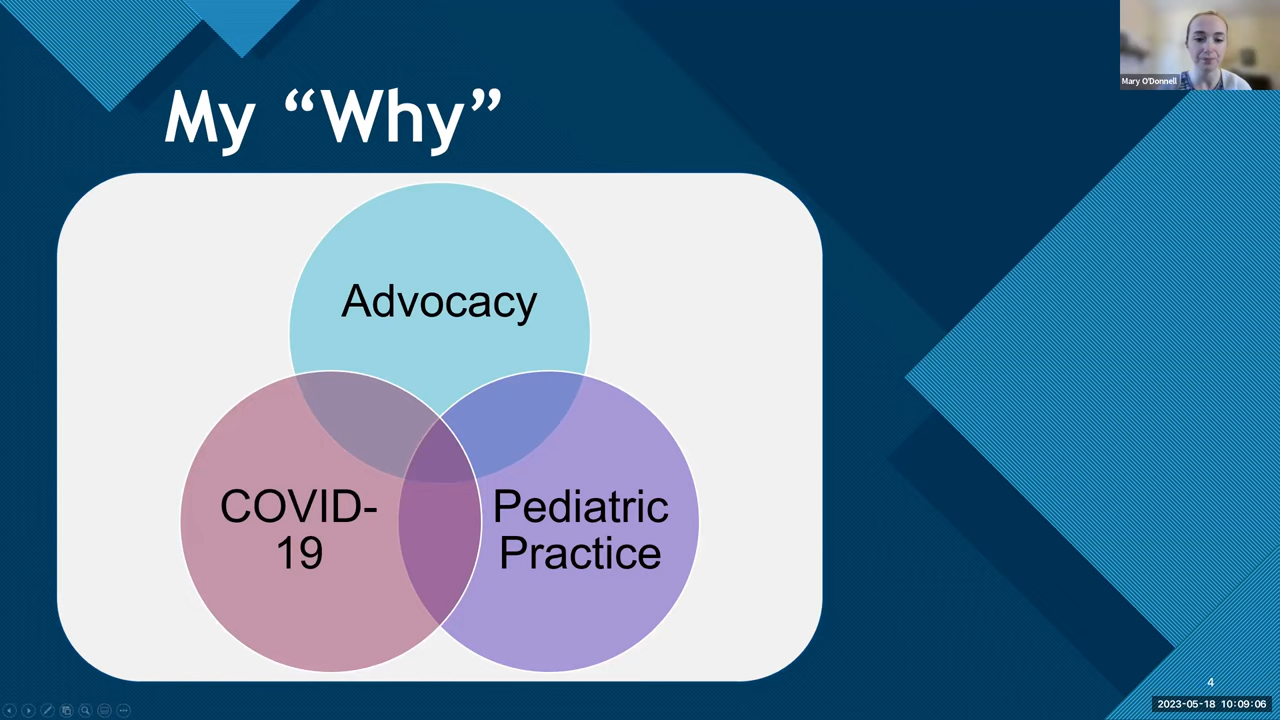 Mary O'Donnell
My “Why”
Advocacy
COVID-
19
Pediatric
Practice
4
2023-05-18 10:09:06